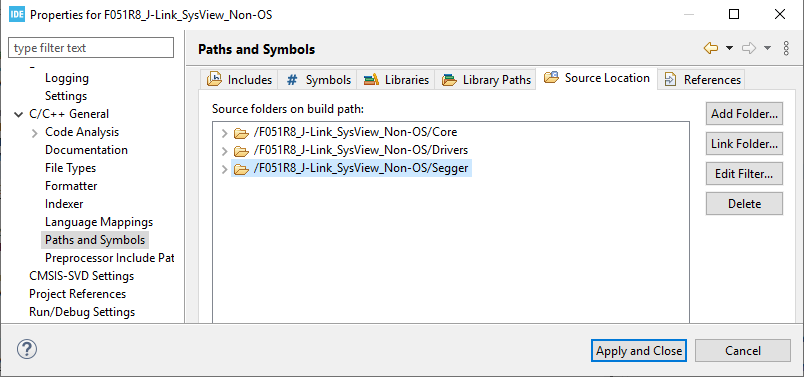 IDE Properties for F051R8_J-Link_SysView_Non-OS
type filter text
Paths and Symbols
Logging
Settings
C/C++ General
Code Analysis
Documentation
File Types
Formatter
Indexer
Language Mappings
Paths and Symbols
Preprocessor Include Pat
CMSIS-SVD Settings
Project References
Run/Debug Settings
Includes
# Symbols
Libraries
Library Paths
Source Location
References
Source folders on build path:
/F051R8_J-Link_SysView_Non-OS/Core
/F051R8_J-Link_SysView_Non-OS/Drivers
/F051R8_J-Link_SysView_Non-OS/Segger
Add Folder...
Link Folder...
Edit Filter...
Delete
?
Apply and Close
Cancel